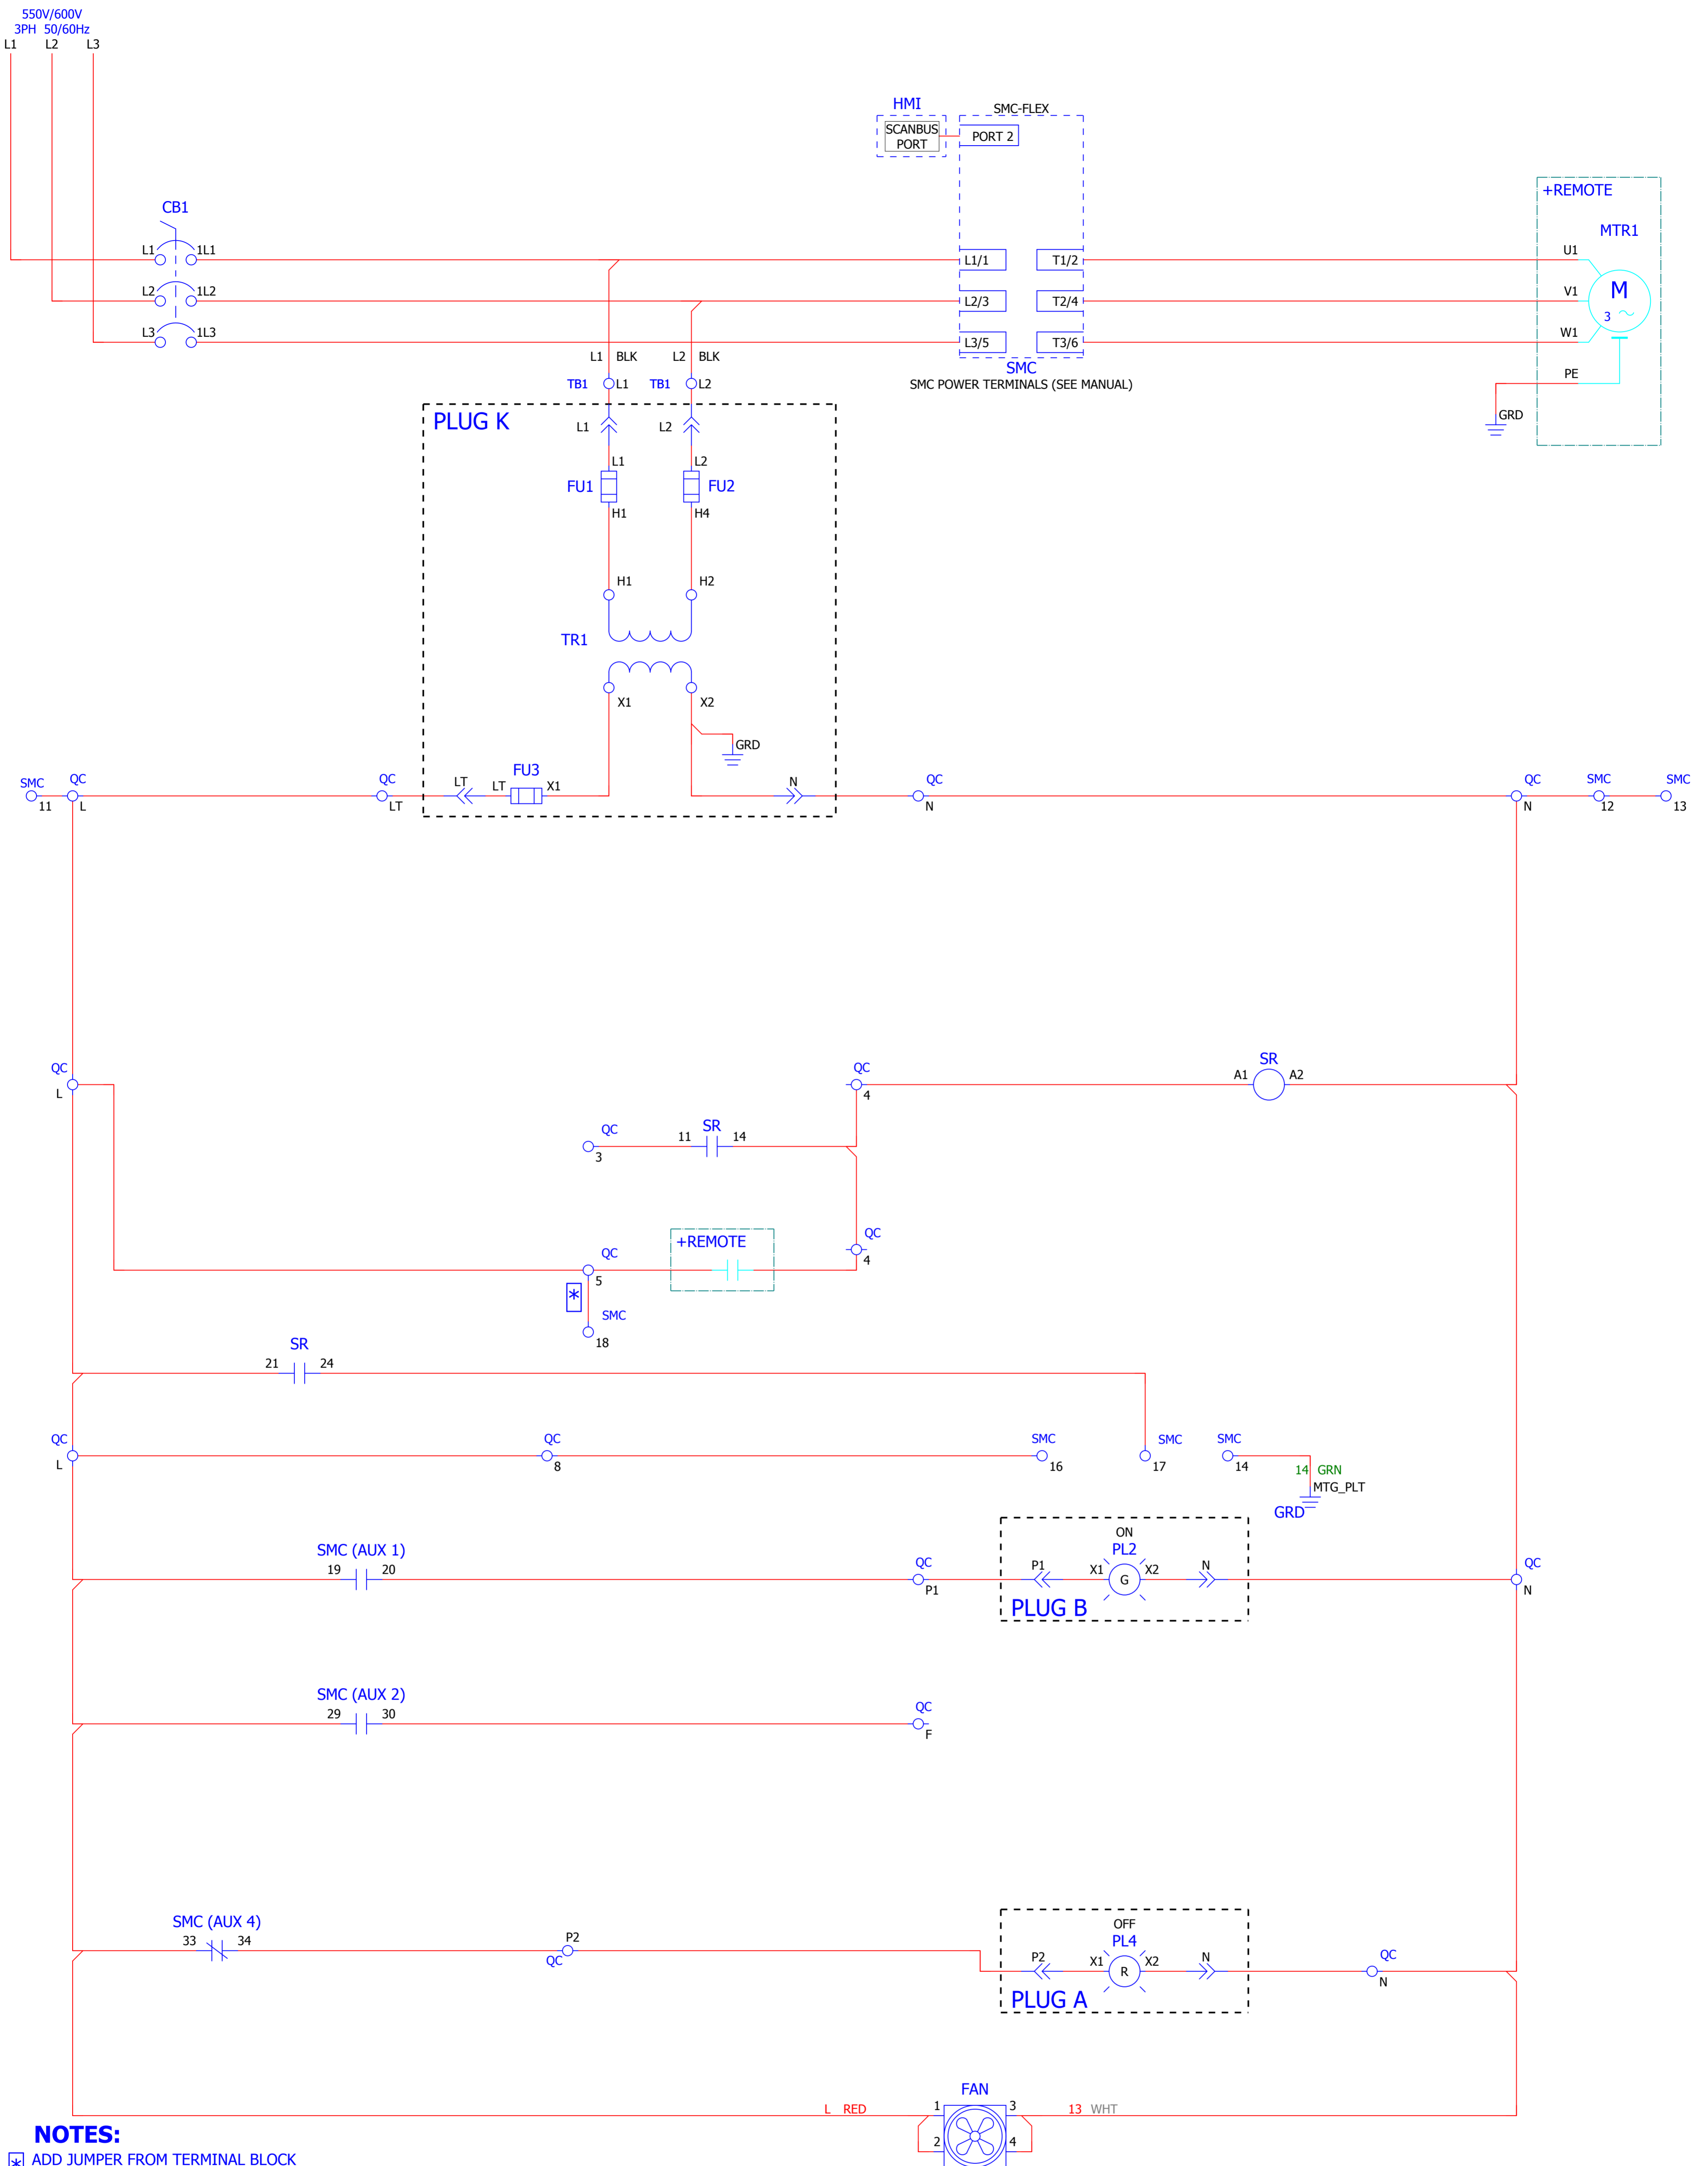 550V/600V
3PH 50/60Hz
L1 L2 L3
HMI
SMC-FLEX
SCANBUS
PORT
PORT 2
+REMOTE
CB1
MTR1
L1 1L1
L1/1 T1/2
U1
L2 1L2
L2/3 T2/4
V1
M
3
L3 1L3
L3/5 T3/6
W1
L1 BLK L2 BLK
SMC
SMC POWER TERMINALS (SEE MANUAL)
PE
TB1 L1 TB1 L2
PLUG K
L1 L2
GRD
L1 L2
FU1 FU2
H1 H4
H1 H2
TR1
X1 X2
GRD
SMC QC QC LT LT FU3 X1 N QC QC SMC SMC
11 L LT N N 12 13
QC QC SR
L 4 A1 A2
QC 11 SR 14
3
+REMOTE
QC QC
5 4
*
SMC
18
SR
21 24
QC QC SMC SMC SMC
L 8 16 17 14
14 GRN
MTG_PLT
GRD
ON
SMC (AUX 1) PL2
19 20 QC P1 X1 G X2 N QC
P1 N
PLUG B
SMC (AUX 2)
29 30 QC
F
OFF
SMC (AUX 4) PL4
33 34 P2 P2 X1 R X2 N QC
QC N
PLUG A
FAN
L RED 1 3 13 WHT
2 4
NOTES:
* ADD JUMPER FROM TERMINAL BLOCK